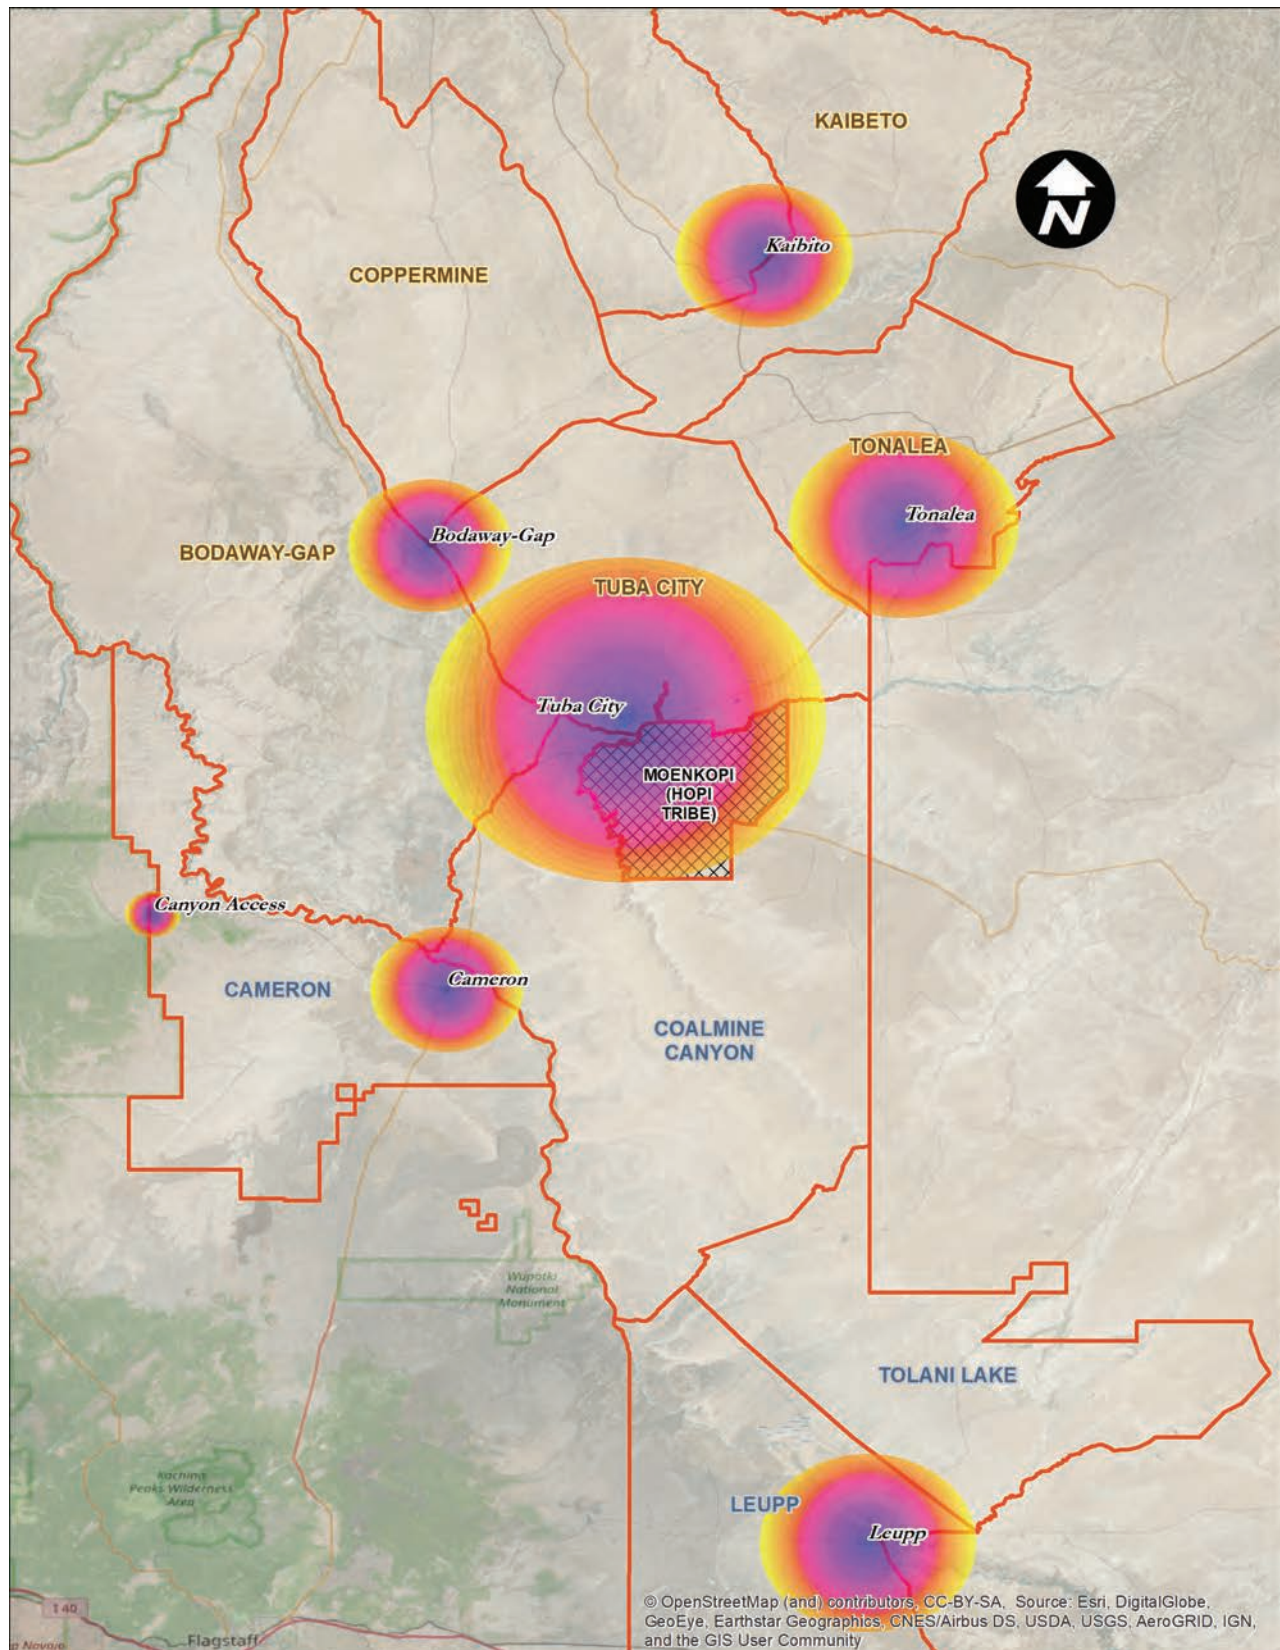 KAIBETO
N
Kaibito
COPPERMINE
TONALEA
Tonalea
Bodaway-Gap
BODAWAY-GAP
TUBA CITY
Tuba City
MOENKOPI
(HOPI
TRIBE)
Canyon Access
Cameron
CAMERON
COALMINE
CANYON
Wupatki
National
Monument
TOLANI LAKE
Kachina
Peaks Wilderness
Area
LEUPP
Leupp
I 40
Flagstaff
© OpenStreetMap (and) contributors, CC-BY-SA, Source: Esri, DigitalGlobe,
GeoEye, Earthstar Geographics, CNES/Airbus DS, USDA, USGS, AeroGRID, IGN,
and the GIS User Community